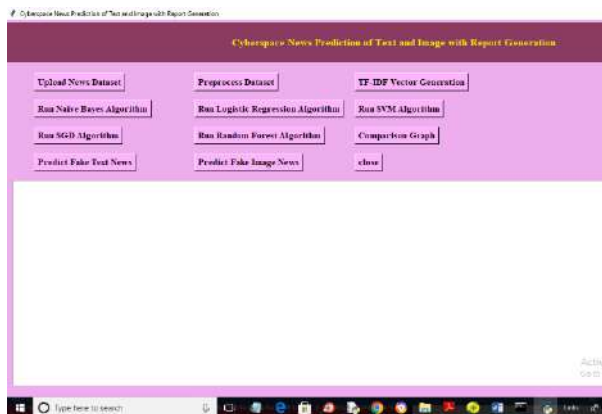 Cyberspace News Prediction of Text and Image with Report Generation
Cyberspace News Prediction of Text and Image with Report Generation
Upload News Dataset Preprocess Dataset TF-IDF Vector Generation
Run Naive Bayes Algorithm Run Logistic Regression Algorithm Run SVM Algorithm
Run SGD Algorithm Run Random Forest Algorithm Comparison Graph
Predict Fake Text News Predict Fake Image News close
Type here to search Links